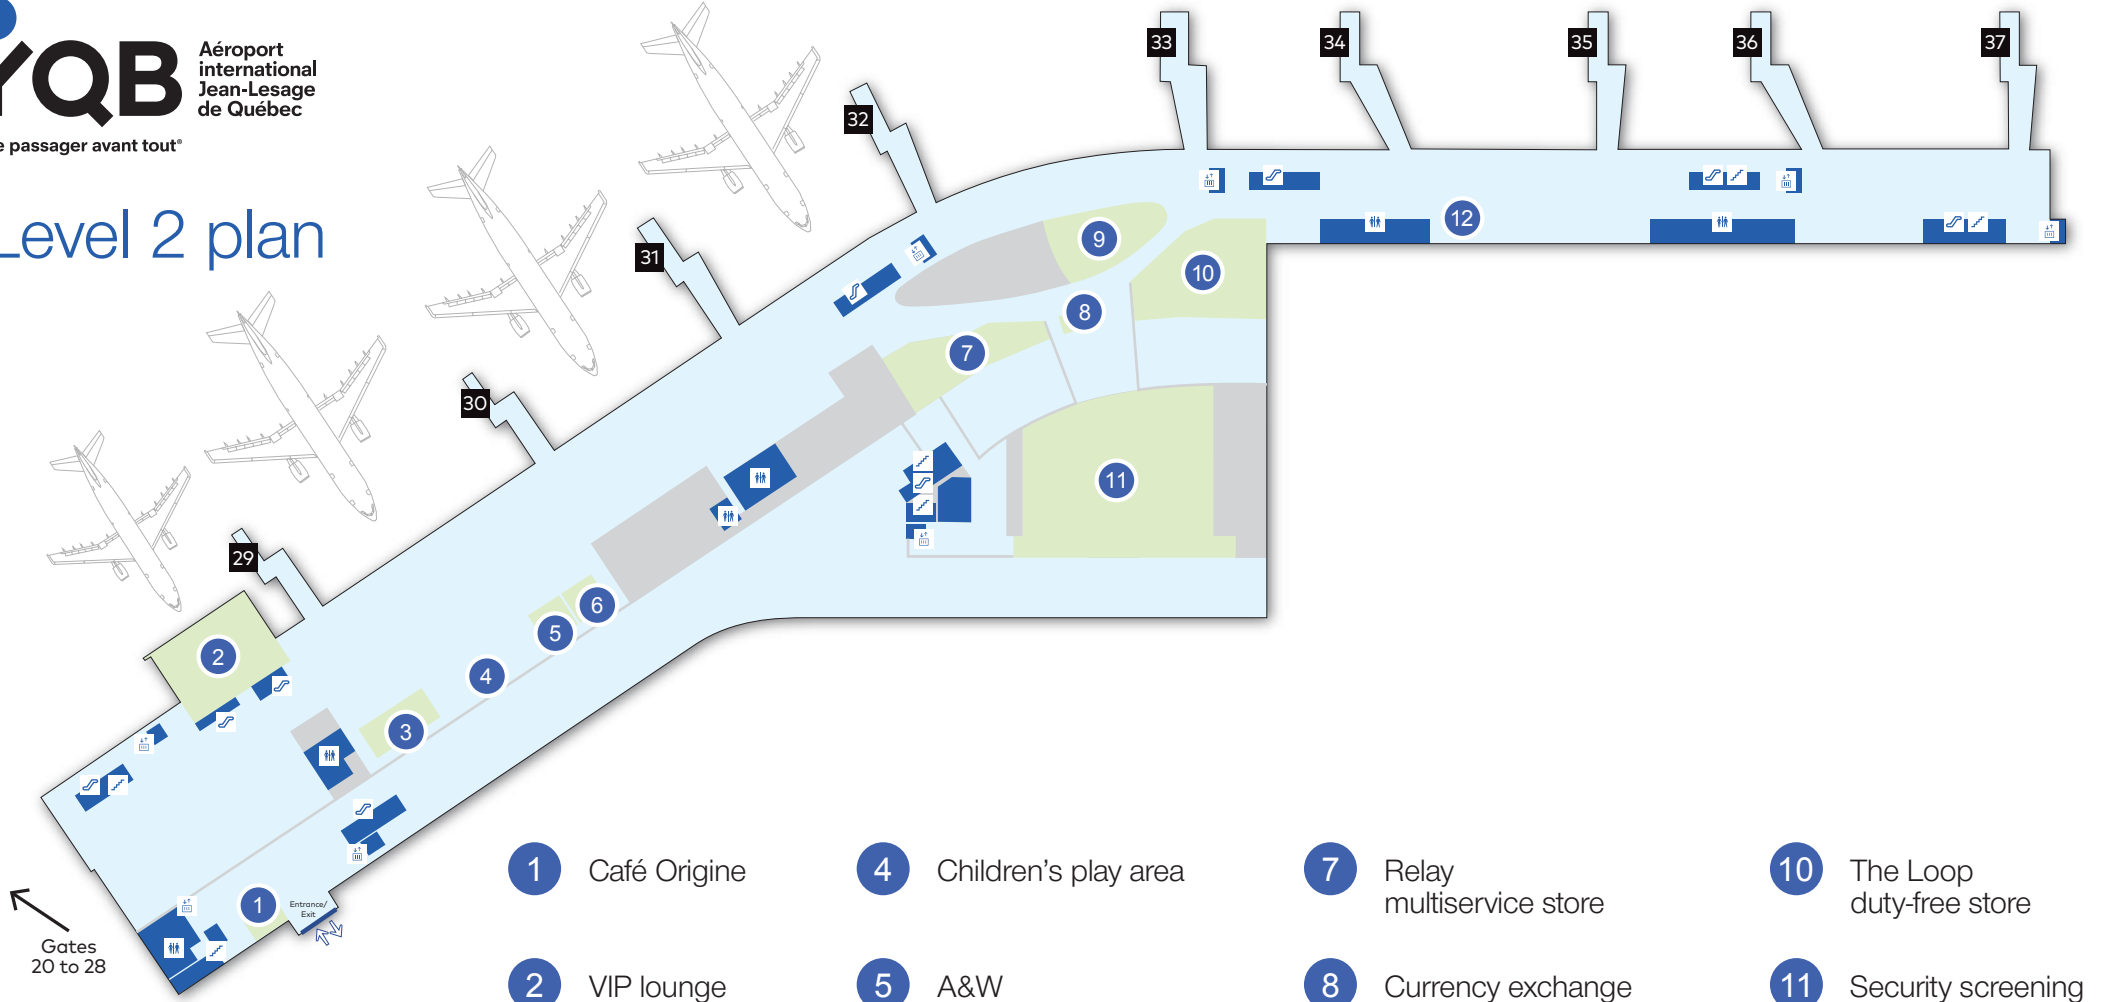 YQB
Aéroport
international
Jean-Lesage
de Québec
e passager avant tout®
Level 2 plan
33
34
35
36
37
32
31
30
29
9
12
10
8
7
11
6
5
2
4
3
1
Entrance/
Exit
Gates
20 to 28
1 Café Origine
4 Children's play area
7 Relay
multiservice store
10 The Loop
duty-free store
2 VIP lounge
5 A&W
8 Currency exchange
11 Security screening